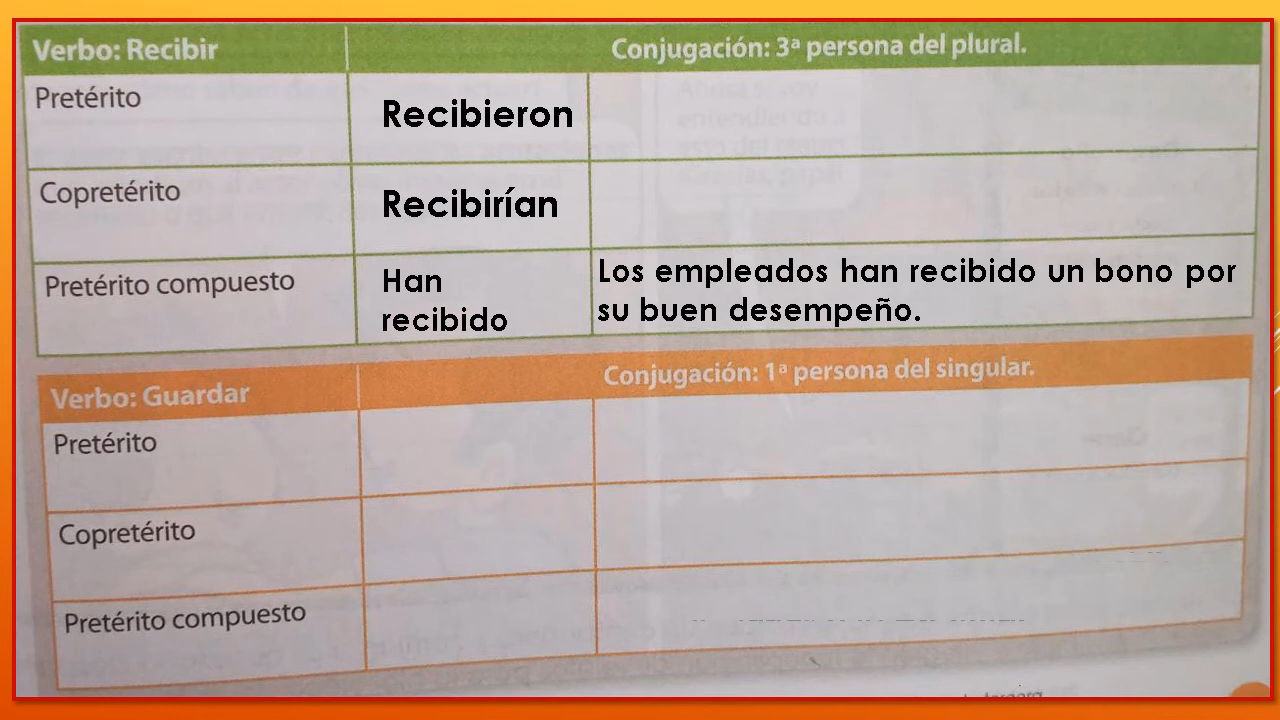 Verbo: Recibir Conjugación: 3ª persona del plural.
Pretérito Recibieron
Copretérito Recibirían
Pretérito compuesto Han recibido Los empleados han recibido un bono por
su buen desempeño.
Verbo: Guardar Conjugación: 1ª persona del singular.
Pretérito
Copretérito
Pretérito compuesto